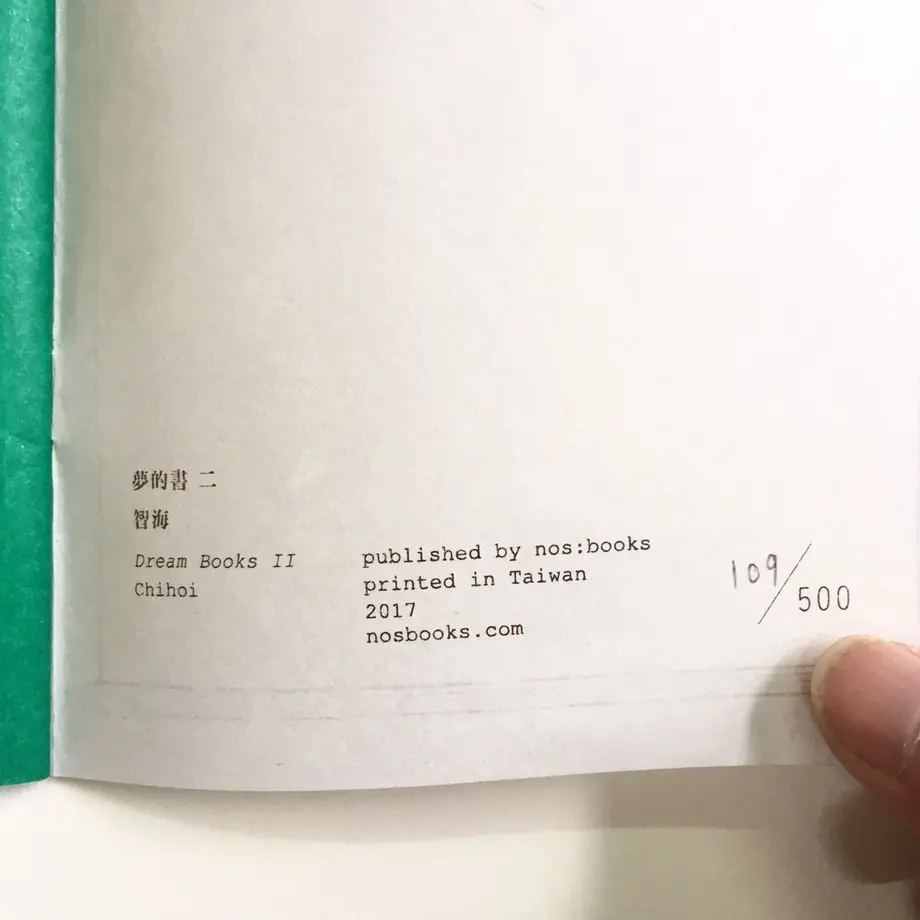 夢的書 二
智海
Dream Books II
Chihoi
published by nos:books
printed in Taiwan
2017
nosbooks.com
109/500